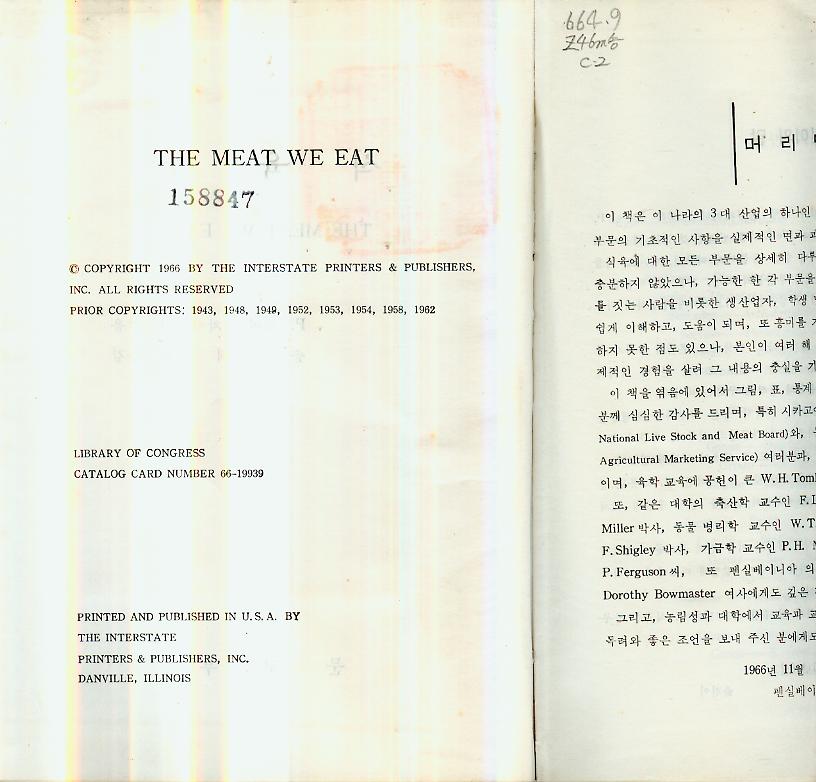 THE MEAT WE EAT
158847
© COPYRIGHT 1966 BY THE INTERSTATE PRINTERS & PUBLISHERS,
INC. ALL RIGHTS RESERVED
PRIOR COPYRIGHTS: 1943, 1948, 1949, 1952, 1953, 1954, 1958, 1962
LIBRARY OF CONGRESS
CATALOG CARD NUMBER 66-19939
PRINTED AND PUBLISHED IN U.S.A. BY
THE INTERSTATE
PRINTERS & PUBLISHERS, INC.
DANVILLE, ILLINOIS
664.9
Z46m송
C-2
머 리
이 책은 이 나라의 3대 산업의 하나인
부문의 기초적인 사항을 실제적인 면과
식육에 대한 모든 부문을 상세히
충분하지 않았으나, 가능한 한 각 부문을
를 짓는 사람을 비롯한 생산업자, 학생
쉽게 이해하고, 도움이 되며, 또 흥미를
하지 못한 점도 있으나, 본인이 여러 해
제적인 경험을 살려 그 내용의 충실을
이 책을 엮음에 있어서 그림, 표, 통계
분께 심심한 감사를 드리며, 특히
National Live Stock and Meat Board)와,
Agricultural Marketing Service) 여러분과,
이며, 육학 교육에 공헌이 큰 W.H.
또, 같은 대학의 축산학 교수인
Miller 박사, 동물 병리학 교수인 W.T
F. Shigley 박사, 가금학 교수인 P.H.
P. Ferguson 씨, 또 펜실베이니아 의
Dorothy Bowmaster 여사에게도 깊은
그리고, 농림성과 대학에서 교육과
독려와 좋은 조언을 보내 주신 분에게도
1966년 11월
펜실베이